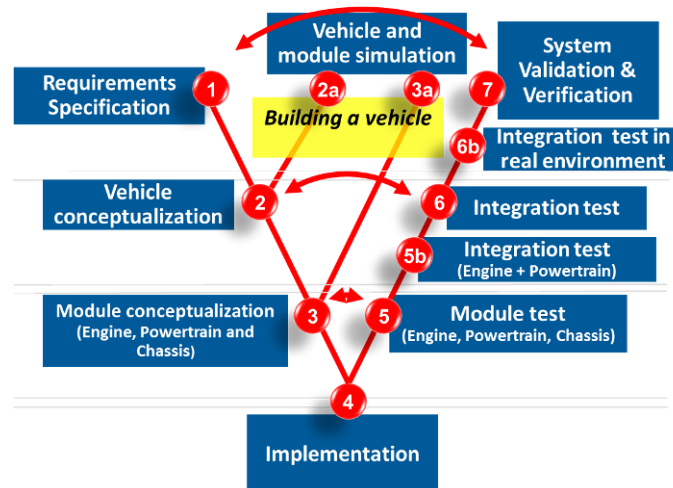 Vehicle and
module simulation
System
Validation &
Verification
Requirements
Specification
1
2a
3a
7
Building a vehicle
6b
Integration test in
real environment
Vehicle
conceptualization
2
6
Integration test
5b
Integration test
(Engine + Powertrain)
Module conceptualization
(Engine, Powertrain and
Chassis)
3
5
Module test
(Engine, Powertrain, Chassis)
4
Implementation